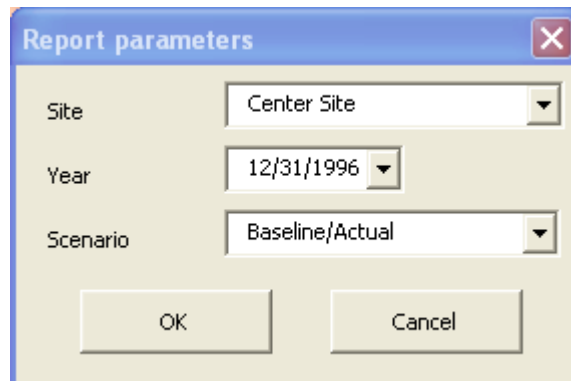 Report parameters
Site Center Site
Year 12/31/1996
Scenario Baseline/Actual
OK Cancel